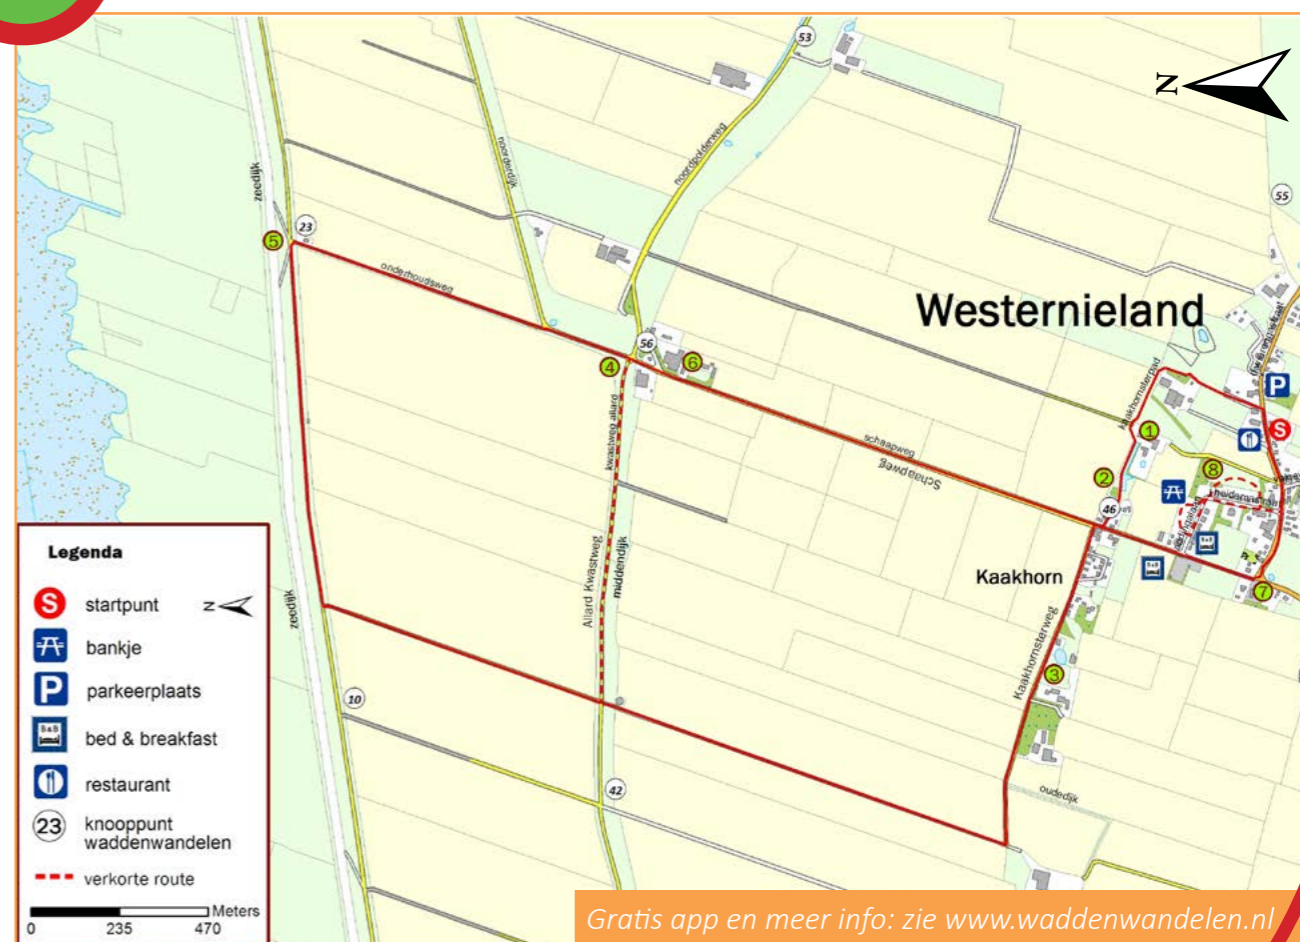 53
N
noorderdijk
noordpolderweg
zeedijk
55
23
5
onderhoudsweg
Westernieland
56
6
4
kaakhornsterpad
P
kwastweg allard
schaapweg
Schaapweg
1
S
2
8
46
Allard Kwastweg
middendijk
Kaakhorn
B&B
B&B
7
Legenda
S startpunt N
bankje
P parkeerplaats
B&B bed & breakfast
restaurant
23 knooppunt
waddenwandelen
verkorte route
Meters
0 235 470
zeedijk
Kaakhornsterweg
3
10
42
oudedijk
Gratis app en meer info: zie www.waddenwandelen.nl